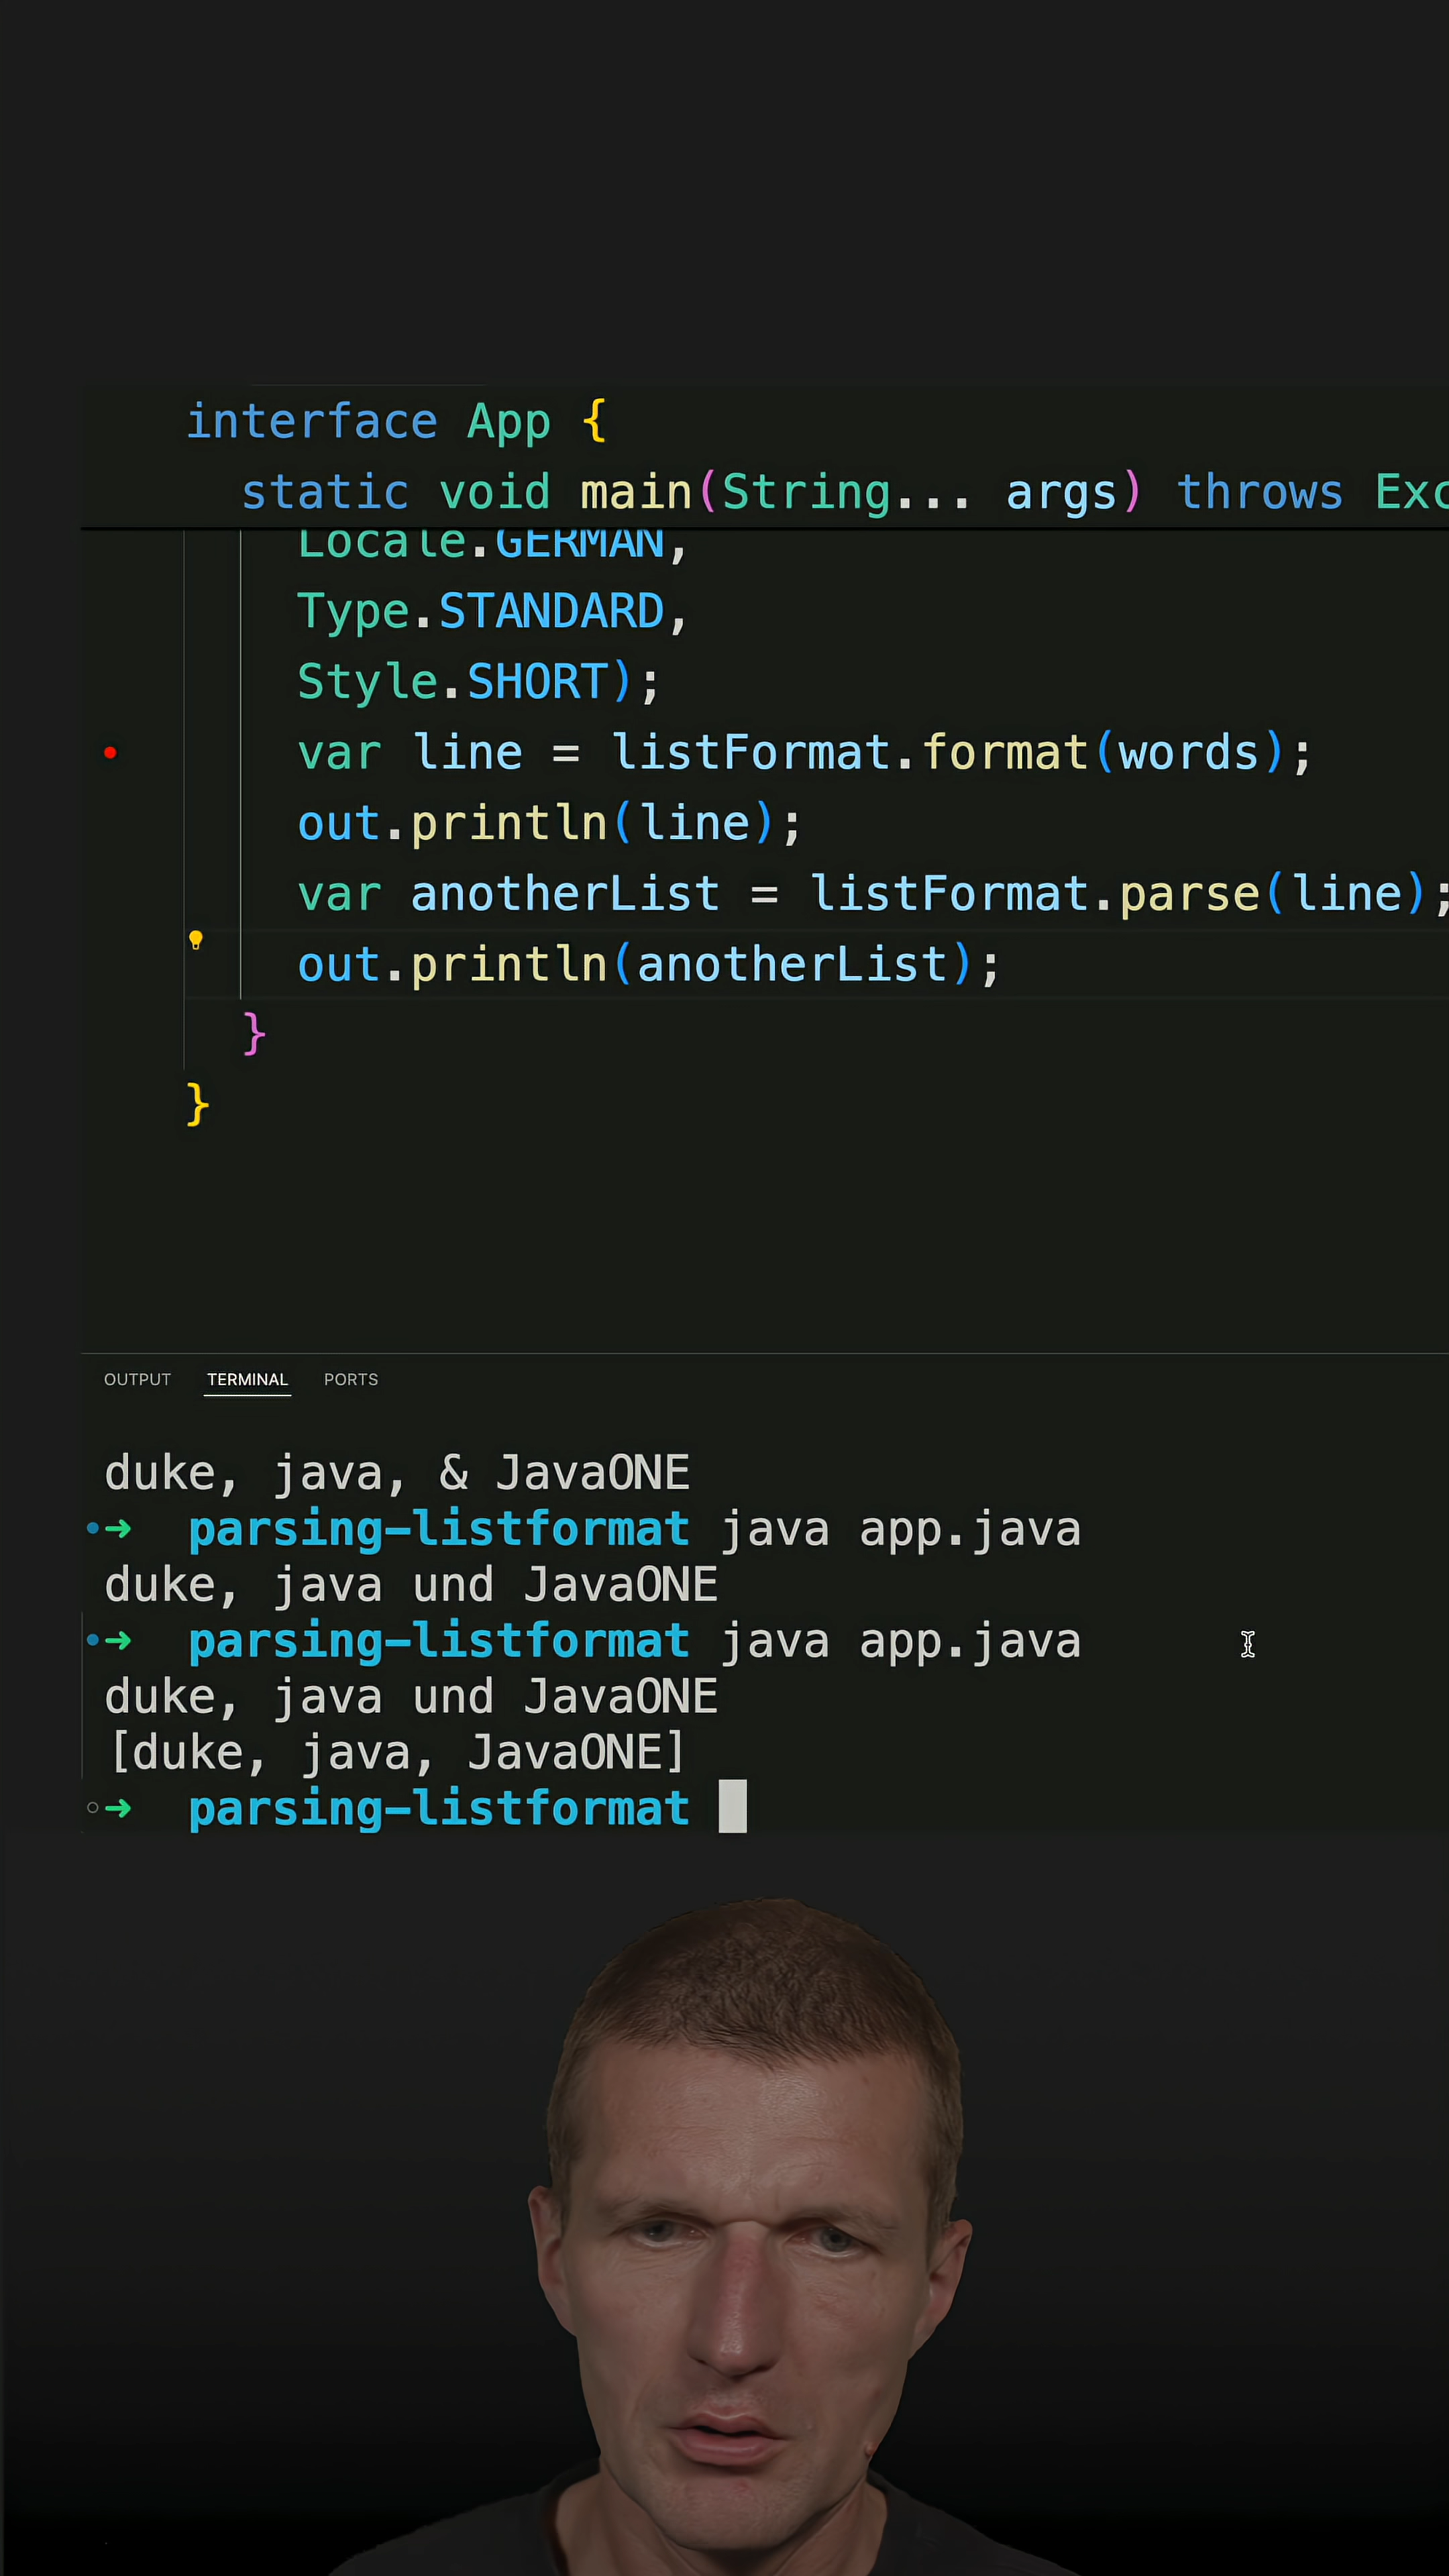 interface App {
static void main(String... args) throws Exc
Locale.GERMAN,
Type.STANDARD,
Style.SHORT);
var line = listFormat.format(words);
out.println(line);
var anotherList = listFormat.parse(line);
out.println(anotherList);
}
}
OUTPUT TERMINAL PORTS
duke, java, & JavaONE
➜ parsing-listformat java app.java
duke, java und JavaONE
➜ parsing-listformat java app.java
duke, java und JavaONE
[duke, java, JavaONE]
➜ parsing-listformat